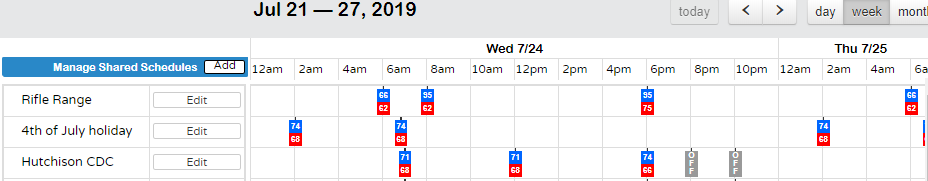 Jul 21 — 27, 2019 today < > day week mont
Wed 7/24 Thu 7/25
Manage Shared Schedules Add 12am 2am 4am 6am 8am 10am 12pm 2pm 4pm 6pm 8pm 10pm 12am 2am 4am 6a
Rifle Range Edit 66 95 95 66
62 62 75 62
4th of July holiday Edit 74 74 74
68 68 68
Hutchison CDC Edit 71 71 74 OFF OFF
68 68 66